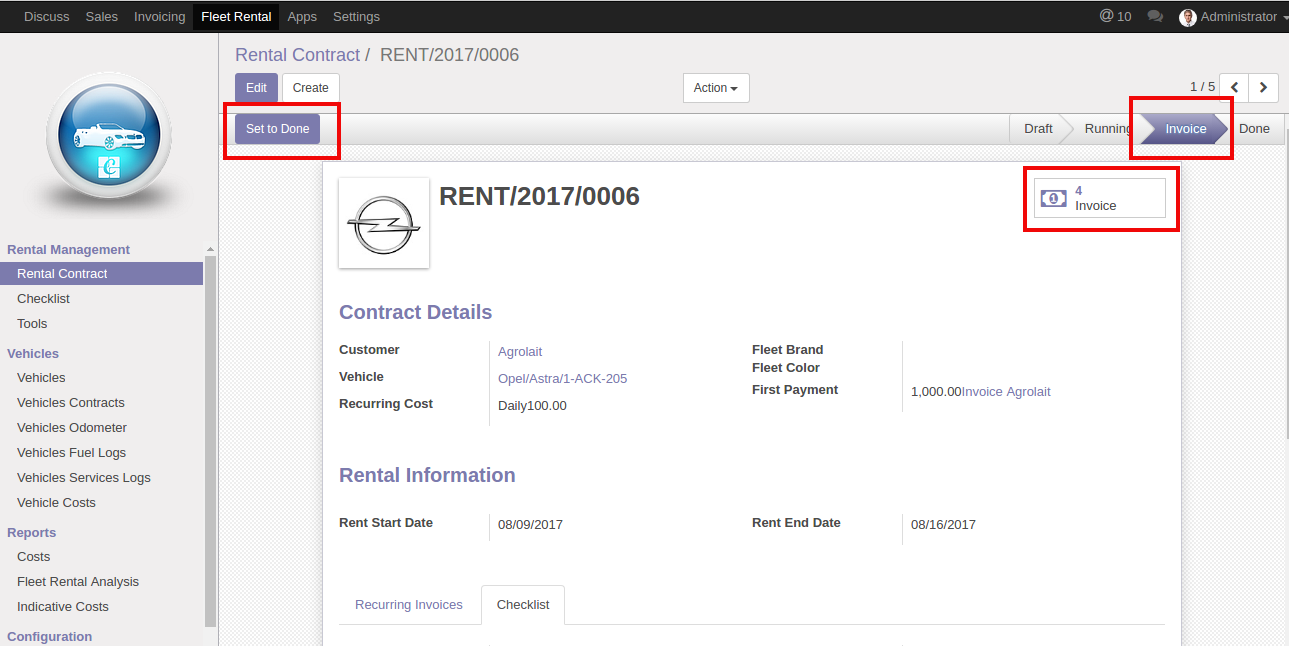 Discuss Sales Invoicing Fleet Rental Apps Settings @ 10 Administrator
Rental Contract / RENT/2017/0006
Edit Create Action 1 / 5
Set to Done Draft Running Invoice Done
RENT/2017/0006
4
Invoice
Rental Management
Rental Contract
Checklist
Tools
Vehicles
Vehicles
Vehicles Contracts
Vehicles Odometer
Vehicles Fuel Logs
Vehicles Services Logs
Vehicle Costs
Reports
Costs
Fleet Rental Analysis
Indicative Costs
Configuration
Contract Details
Customer Agrolait
Vehicle Opel/Astra/1-ACK-205
Recurring Cost Daily100.00
Fleet Brand
Fleet Color
First Payment 1,000.00Invoice Agrolait
Rental Information
Rent Start Date 08/09/2017 Rent End Date 08/16/2017
Recurring Invoices Checklist